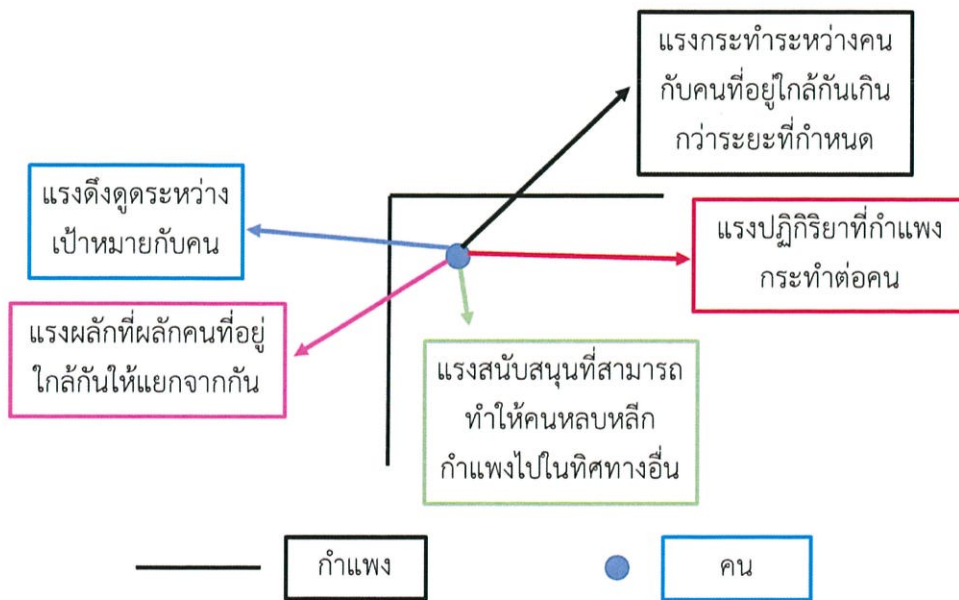 แรงกระทำระหว่างคน
กับคนที่อยู่ใกล้กันเกิน
กว่าระยะที่กำหนด
แรงดึงดูดระหว่าง
เป้าหมายกับคน
แรงปฏิกิริยาที่กำแพง
กระทำต่อคน
แรงผลักที่ผลักคนที่อยู่
ใกล้กันให้แยกจากกัน
แรงสนับสนุนที่สามารถ
ทำให้คนหลบหลีก
กำแพงไปในทิศทางอื่น
กำแพง
คน